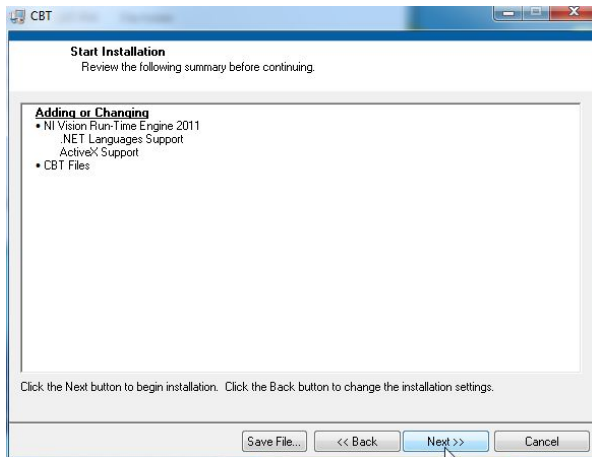 CBT
Start Installation
Review the following summary before continuing.
Adding or Changing
• NI Vision Run-Time Engine 2011
.NET Languages Support
ActiveX Support
• CBT Files
Click the Next button to begin installation. Click the Back button to change the installation settings.
Save File... << Back Next >> Cancel